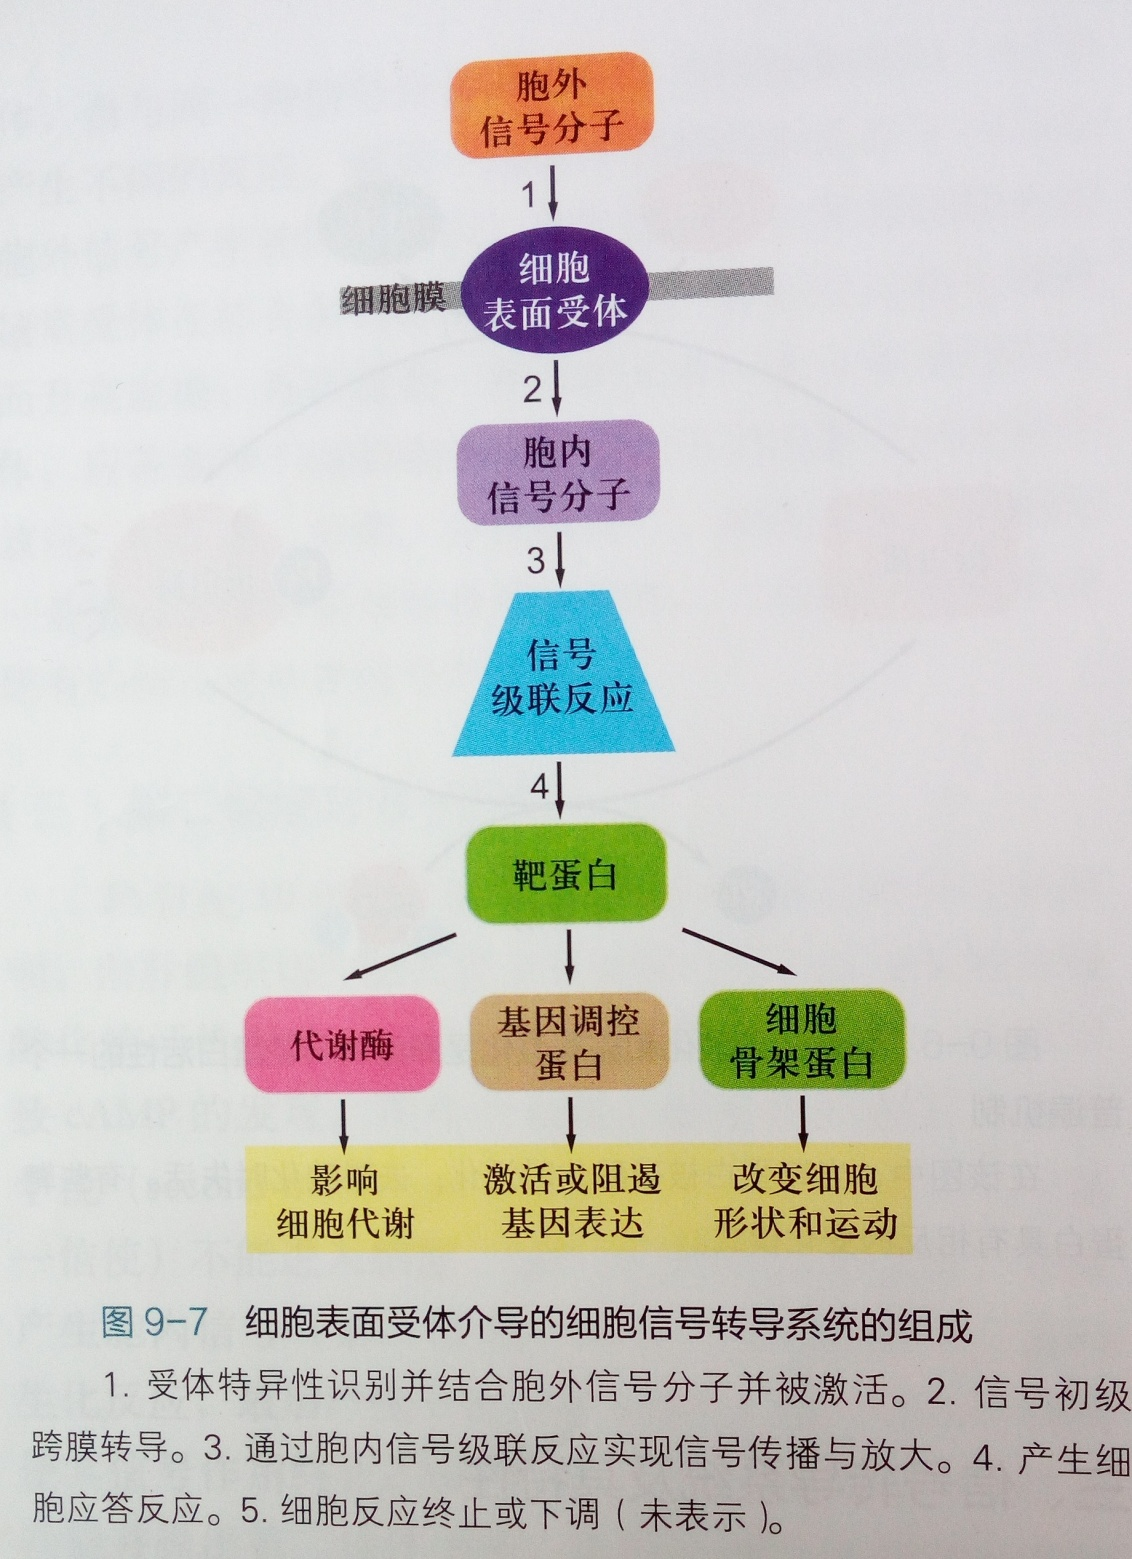 胞外
信号分子
1
细胞
表面受体
细胞膜
2
胞内
信号分子
3
信号
级联反应
4
靶蛋白
代谢酶
基因调控
蛋白
细胞
骨架蛋白
影响
细胞代谢
激活或阻遏
基因表达
改变细胞
形状和运动
图 9-7 细胞表面受体介导的细胞信号转导系统的组成
1. 受体特异性识别并结合胞外信号分子并被激活。2. 信号初级
跨膜转导。3. 通过胞内信号级联反应实现信号传播与放大。4. 产生细
胞应答反应。5. 细胞反应终止或下调（未表示）。